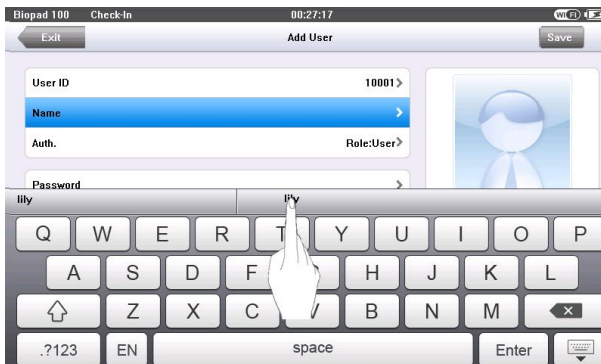 Biopad 100 Check-In 00:27:17 WIFI
Exit Add User Save
User ID 10001
Name
Auth. Role:User
Password
lily lily
Q W E R T Y U I O P
A S D F H J K L
Z X C V B N M
.?123 EN space Enter